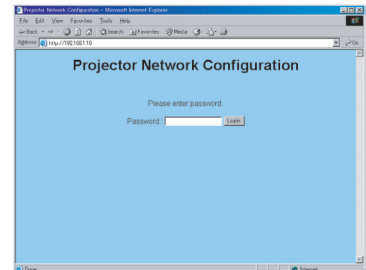 Projector Network Configuration - Microsoft Internet Explorer
File Edit View Favorites Tools Help
Back Search Favorites Media
Address http://192.168.1.10 Go
Projector Network Configuration
Please enter password.
Password: Login
Done Internet